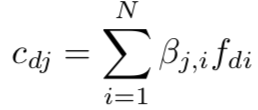 c_{dj} = \sum_{i=1}^{N} \beta_{j,i} f_{di}